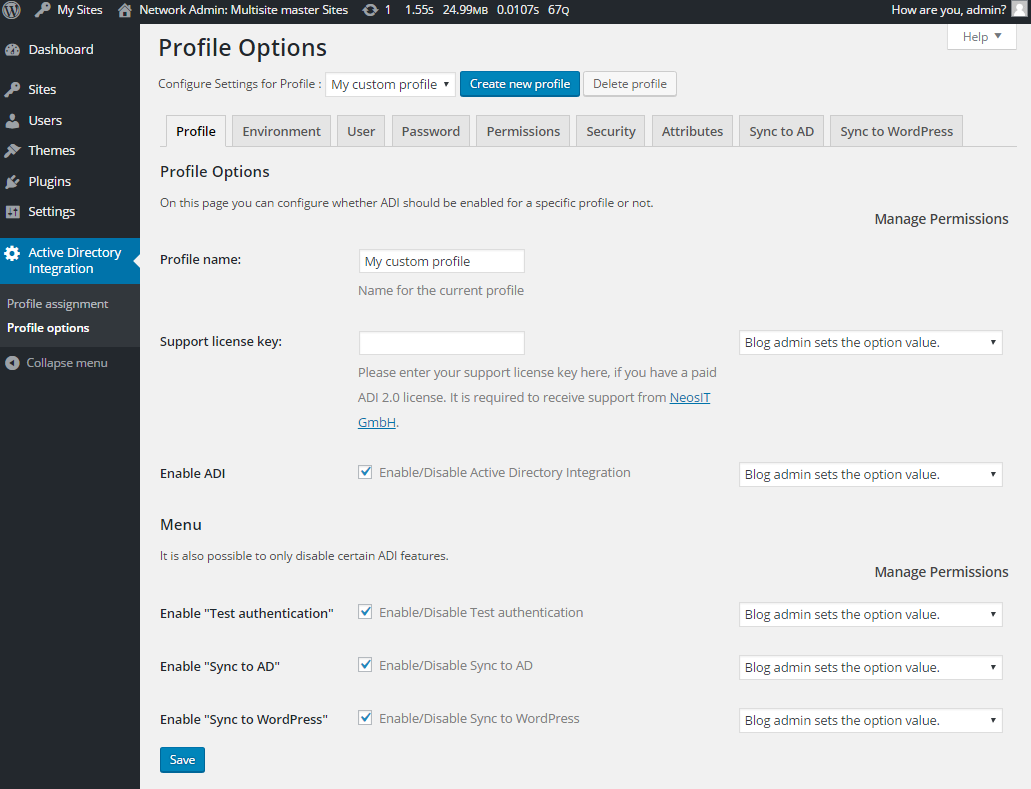 My Sites Network Admin: Multisite master Sites 1 1.55s 24.99MB 0.0107s 67Q How are you, admin?
Dashboard
Sites
Users
Themes
Plugins
Settings
Active Directory
Integration
Profile assignment
Profile options
Collapse menu
Help
Profile Options
Configure Settings for Profile : My custom profile Create new profile Delete profile
Profile Environment User Password Permissions Security Attributes Sync to AD Sync to WordPress
Profile Options
On this page you can configure whether ADI should be enabled for a specific profile or not.
Manage Permissions
Profile name: My custom profile
Name for the current profile
Support license key: Blog admin sets the option value.
Please enter your support license key here, if you have a paid
ADI 2.0 license. It is required to receive support from NeosIT
GmbH.
Enable ADI Enable/Disable Active Directory Integration Blog admin sets the option value.
Menu
It is also possible to only disable certain ADI features.
Manage Permissions
Enable "Test authentication" Enable/Disable Test authentication Blog admin sets the option value.
Enable "Sync to AD" Enable/Disable Sync to AD Blog admin sets the option value.
Enable "Sync to WordPress" Enable/Disable Sync to WordPress Blog admin sets the option value.
Save